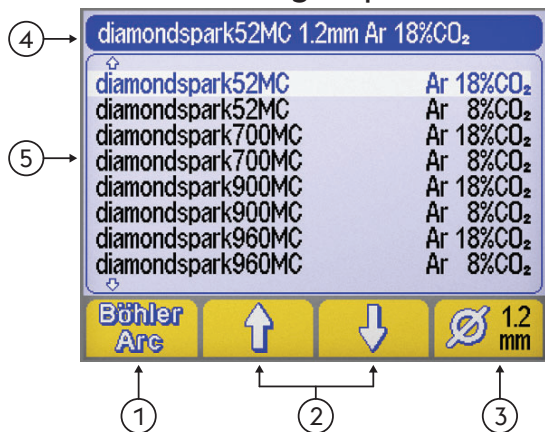 ④ diamondspark52MC 1.2mm Ar 18%CO₂
diamondspark52MC Ar 18%CO₂
diamondspark52MC Ar 8%CO₂
diamondspark700MC Ar 18%CO₂
⑤ diamondspark700MC Ar 8%CO₂
diamondspark900MC Ar 18%CO₂
diamondspark900MC Ar 8%CO₂
diamondspark960MC Ar 18%CO₂
diamondspark960MC Ar 8%CO₂
Böhler Arc
Ø 1.2 mm
① ② ③